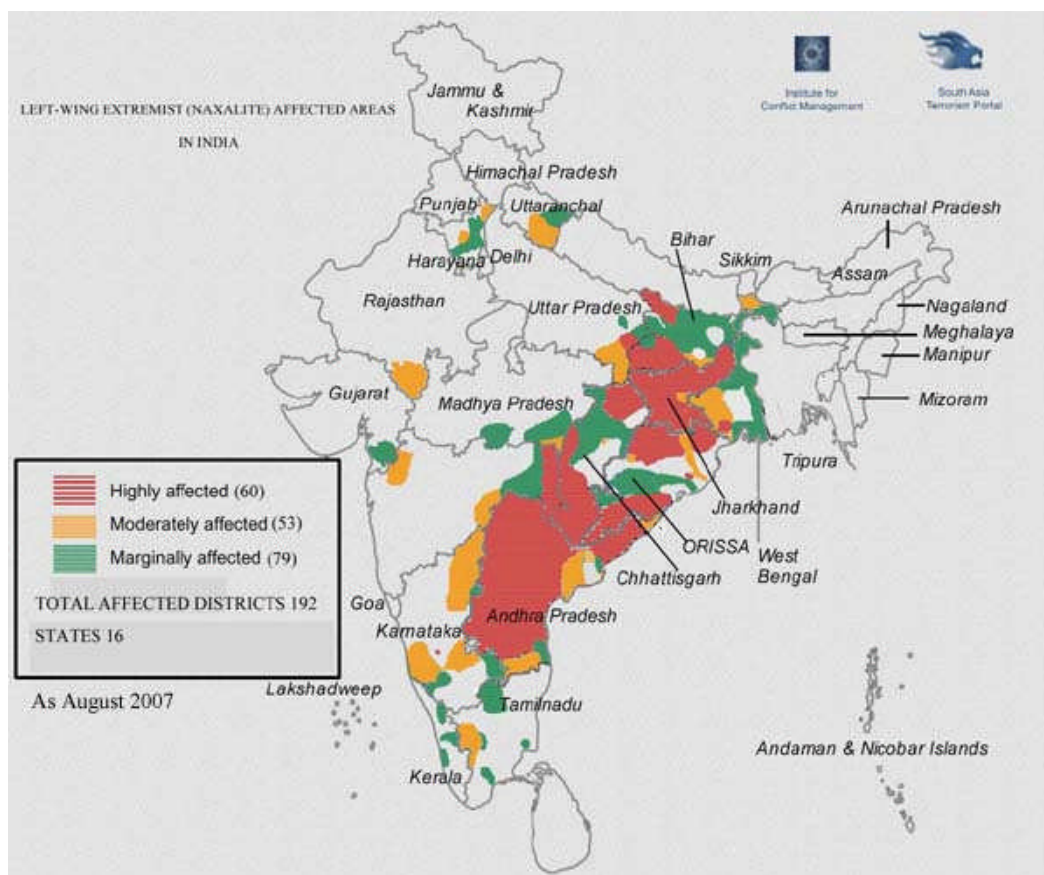 Institute for
Conflict Management
South Asia
Terrorism Portal
LEFT-WING EXTREMIST (NAXALITE) AFFECTED AREAS
IN INDIA
Jammu &
Kashmir
Himachal Pradesh
Punjab
Uttaranchal
Harayana
Delhi
Arunachal Pradesh
Bihar
Sikkim
Assam
Rajasthan
Uttar Pradesh
Nagaland
Meghalaya
Manipur
Gujarat
Madhya Pradesh
Mizoram
Tripura
Jharkhand
ORISSA
West
Bengal
Chhattisgarh
Highly affected (60)
Moderately affected (53)
Marginally affected (79)
TOTAL AFFECTED DISTRICTS 192
STATES 16
Goa
Andhra Pradesh
Karnataka
Lakshadweep
As August 2007
Tamilnadu
Andaman & Nicobar Islands
Kerala